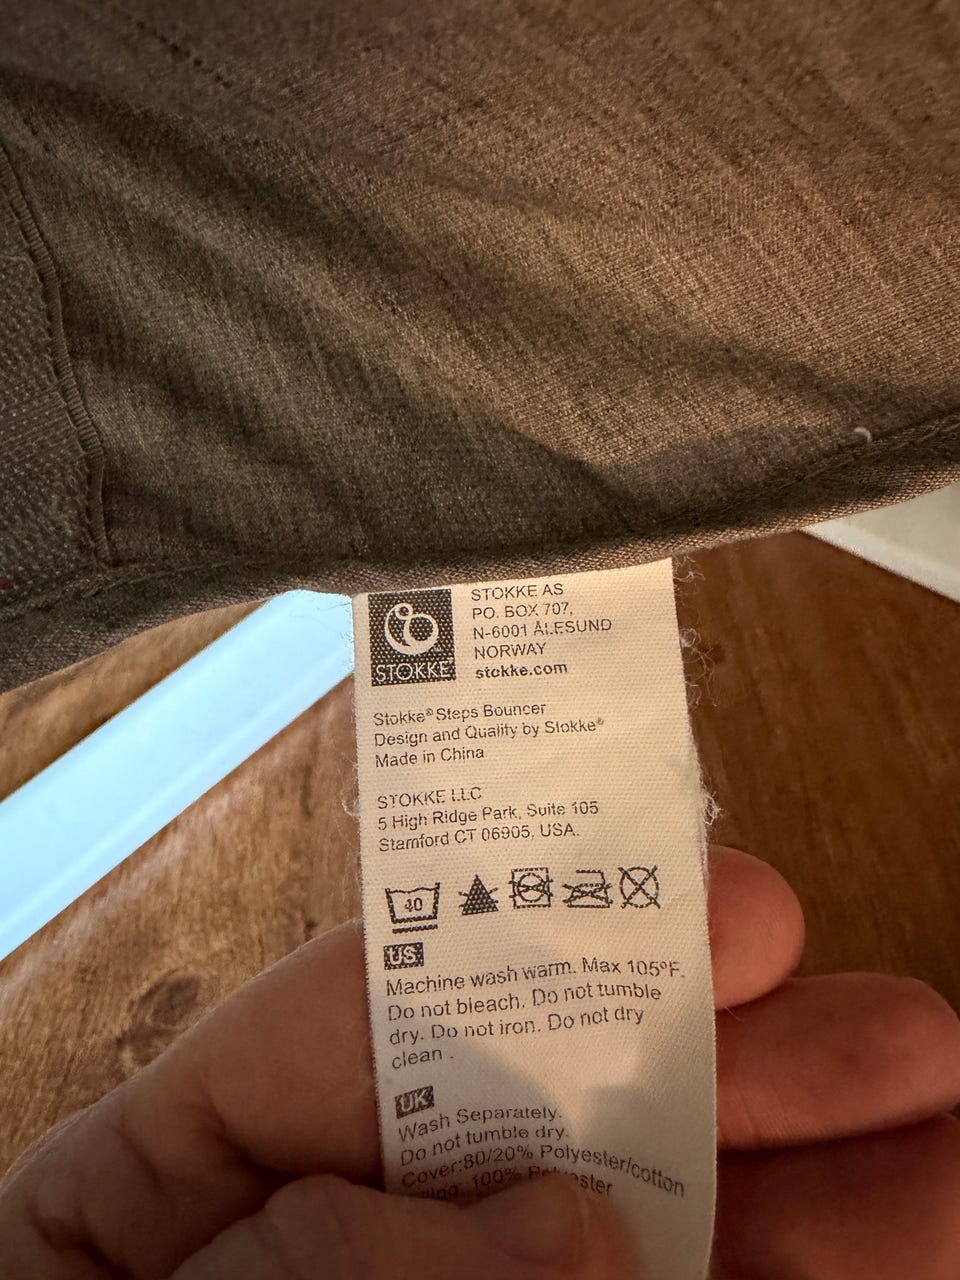 STOKKE
STOKKE AS
PO. BOX 707,
N-6001 ÅLESUND
NORWAY
stokke.com
Stokke® Steps Bouncer
Design and Quality by Stokke®
Made in China
STOKKE LLC
5 High Ridge Park, Suite 105
Stamford CT 06905, USA.
40
US
Machine wash warm. Max 105°F.
Do not bleach. Do not tumble
dry. Do not iron. Do not dry
clean .
UK
Wash Separately.
Do not tumble dry.
Cover:80/20% Polyester/cotton
100%